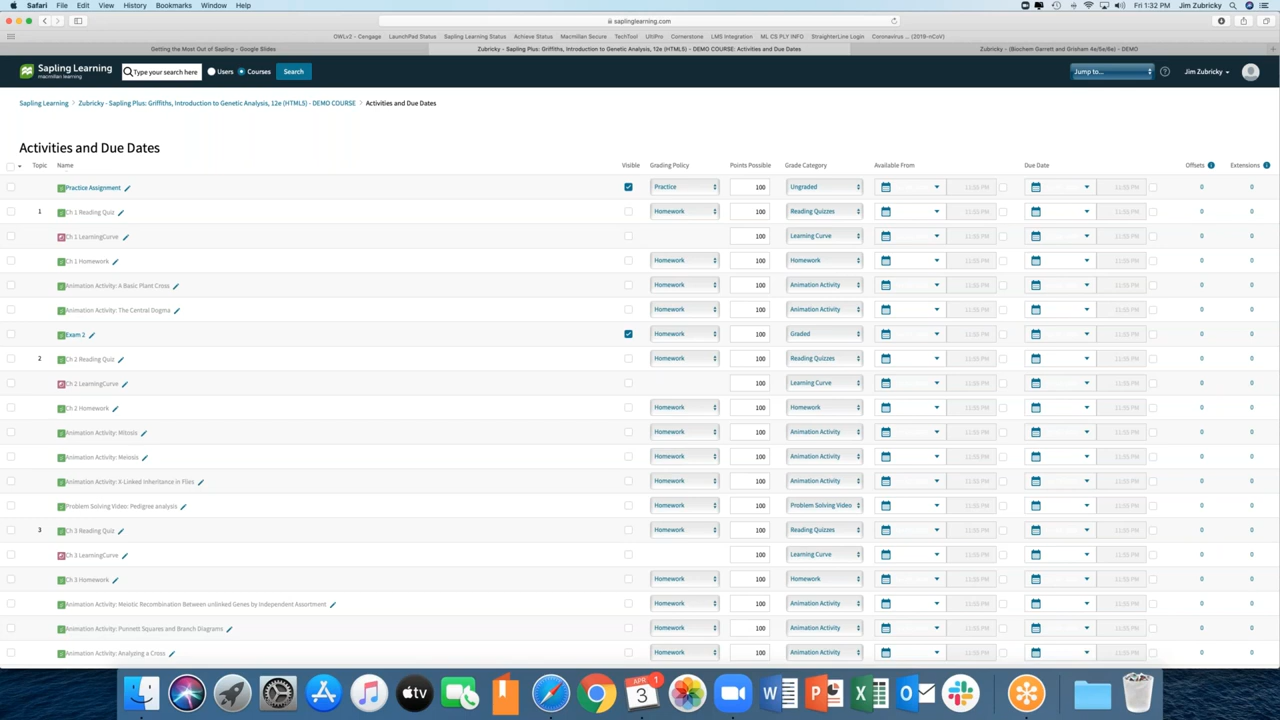 Safari File Edit View History Bookmarks Window Help Fri 1:32 PM Jim Zubricky
saplinglearning.com
OWLv2 - Cengage LaunchPad Status Sapling Learning Status Achieve Status Macmillan Secure TechTool UltiPro Cornerstone LMS Integration ML CS PLY INFO StraighterLine Login Coronavirus ... (2019-nCoV)
Getting the Most Out of Sapling - Google Slides Zubricky - Sapling Plus: Griffiths, Introduction to Genetic Analysis, 12e (HTML5) - DEMO COURSE: Activities and Due Dates Zubricky - (Biochem Garrett and Grisham 4e/5e/6e) - DEMO
Sapling Learning Type your search here Users Courses Search Jump to... Jim Zubricky
macmillan learning
Sapling Learning > Zubricky - Sapling Plus: Griffiths, Introduction to Genetic Analysis, 12e (HTML5) - DEMO COURSE > Activities and Due Dates
Activities and Due Dates
Topic Name Visible Grading Policy Points Possible Grade Category Available From Due Date Offsets Extensions
Practice Assignment Practice 100 Ungraded 11:55 PM 11:55 PM 0 0
1 Ch 1 Reading Quiz Homework 100 Reading Quizzes 11:55 PM 11:55 PM 0 0
Ch 1 LearningCurve 100 Learning Curve 11:55 PM 11:55 PM 0 0
Ch 1 Homework Homework 100 Homework 11:55 PM 11:55 PM 0 0
Animation Activity: A Basic Plant Cross Homework 100 Animation Activity 11:55 PM 11:55 PM 0 0
Animation Activity: The Central Dogma Homework 100 Animation Activity 11:55 PM 11:55 PM 0 0
Exam 2 Homework 100 Graded 11:55 PM 11:55 PM 0 0
2 Ch 2 Reading Quiz Homework 100 Reading Quizzes 11:55 PM 11:55 PM 0 0
Ch 2 LearningCurve 100 Learning Curve 11:55 PM 11:55 PM 0 0
Ch 2 Homework Homework 100 Homework 11:55 PM 11:55 PM 0 0
Animation Activity: Mitosis Homework 100 Animation Activity 11:55 PM 11:55 PM 0 0
Animation Activity: Meiosis Homework 100 Animation Activity 11:55 PM 11:55 PM 0 0
Animation Activity: X-Linked Inheritance in Flies Homework 100 Animation Activity 11:55 PM 11:55 PM 0 0
Problem Solving Video: Pedigree analysis Homework 100 Problem Solving Video 11:55 PM 11:55 PM 0 0
3 Ch 3 Reading Quiz Homework 100 Reading Quizzes 11:55 PM 11:55 PM 0 0
Ch 3 LearningCurve 100 Learning Curve 11:55 PM 11:55 PM 0 0
Ch 3 Homework Homework 100 Homework 11:55 PM 11:55 PM 0 0
Animation Activity: Meiotic Recombination Between unlinked Genes by Independent Assortment Homework 100 Animation Activity 11:55 PM 11:55 PM 0 0
Animation Activity: Punnett Squares and Branch Diagrams Homework 100 Animation Activity 11:55 PM 11:55 PM 0 0
Animation Activity: Analyzing a Cross Homework 100 Animation Activity 11:55 PM 11:55 PM 0 0
tv APR 3 1 W P X O